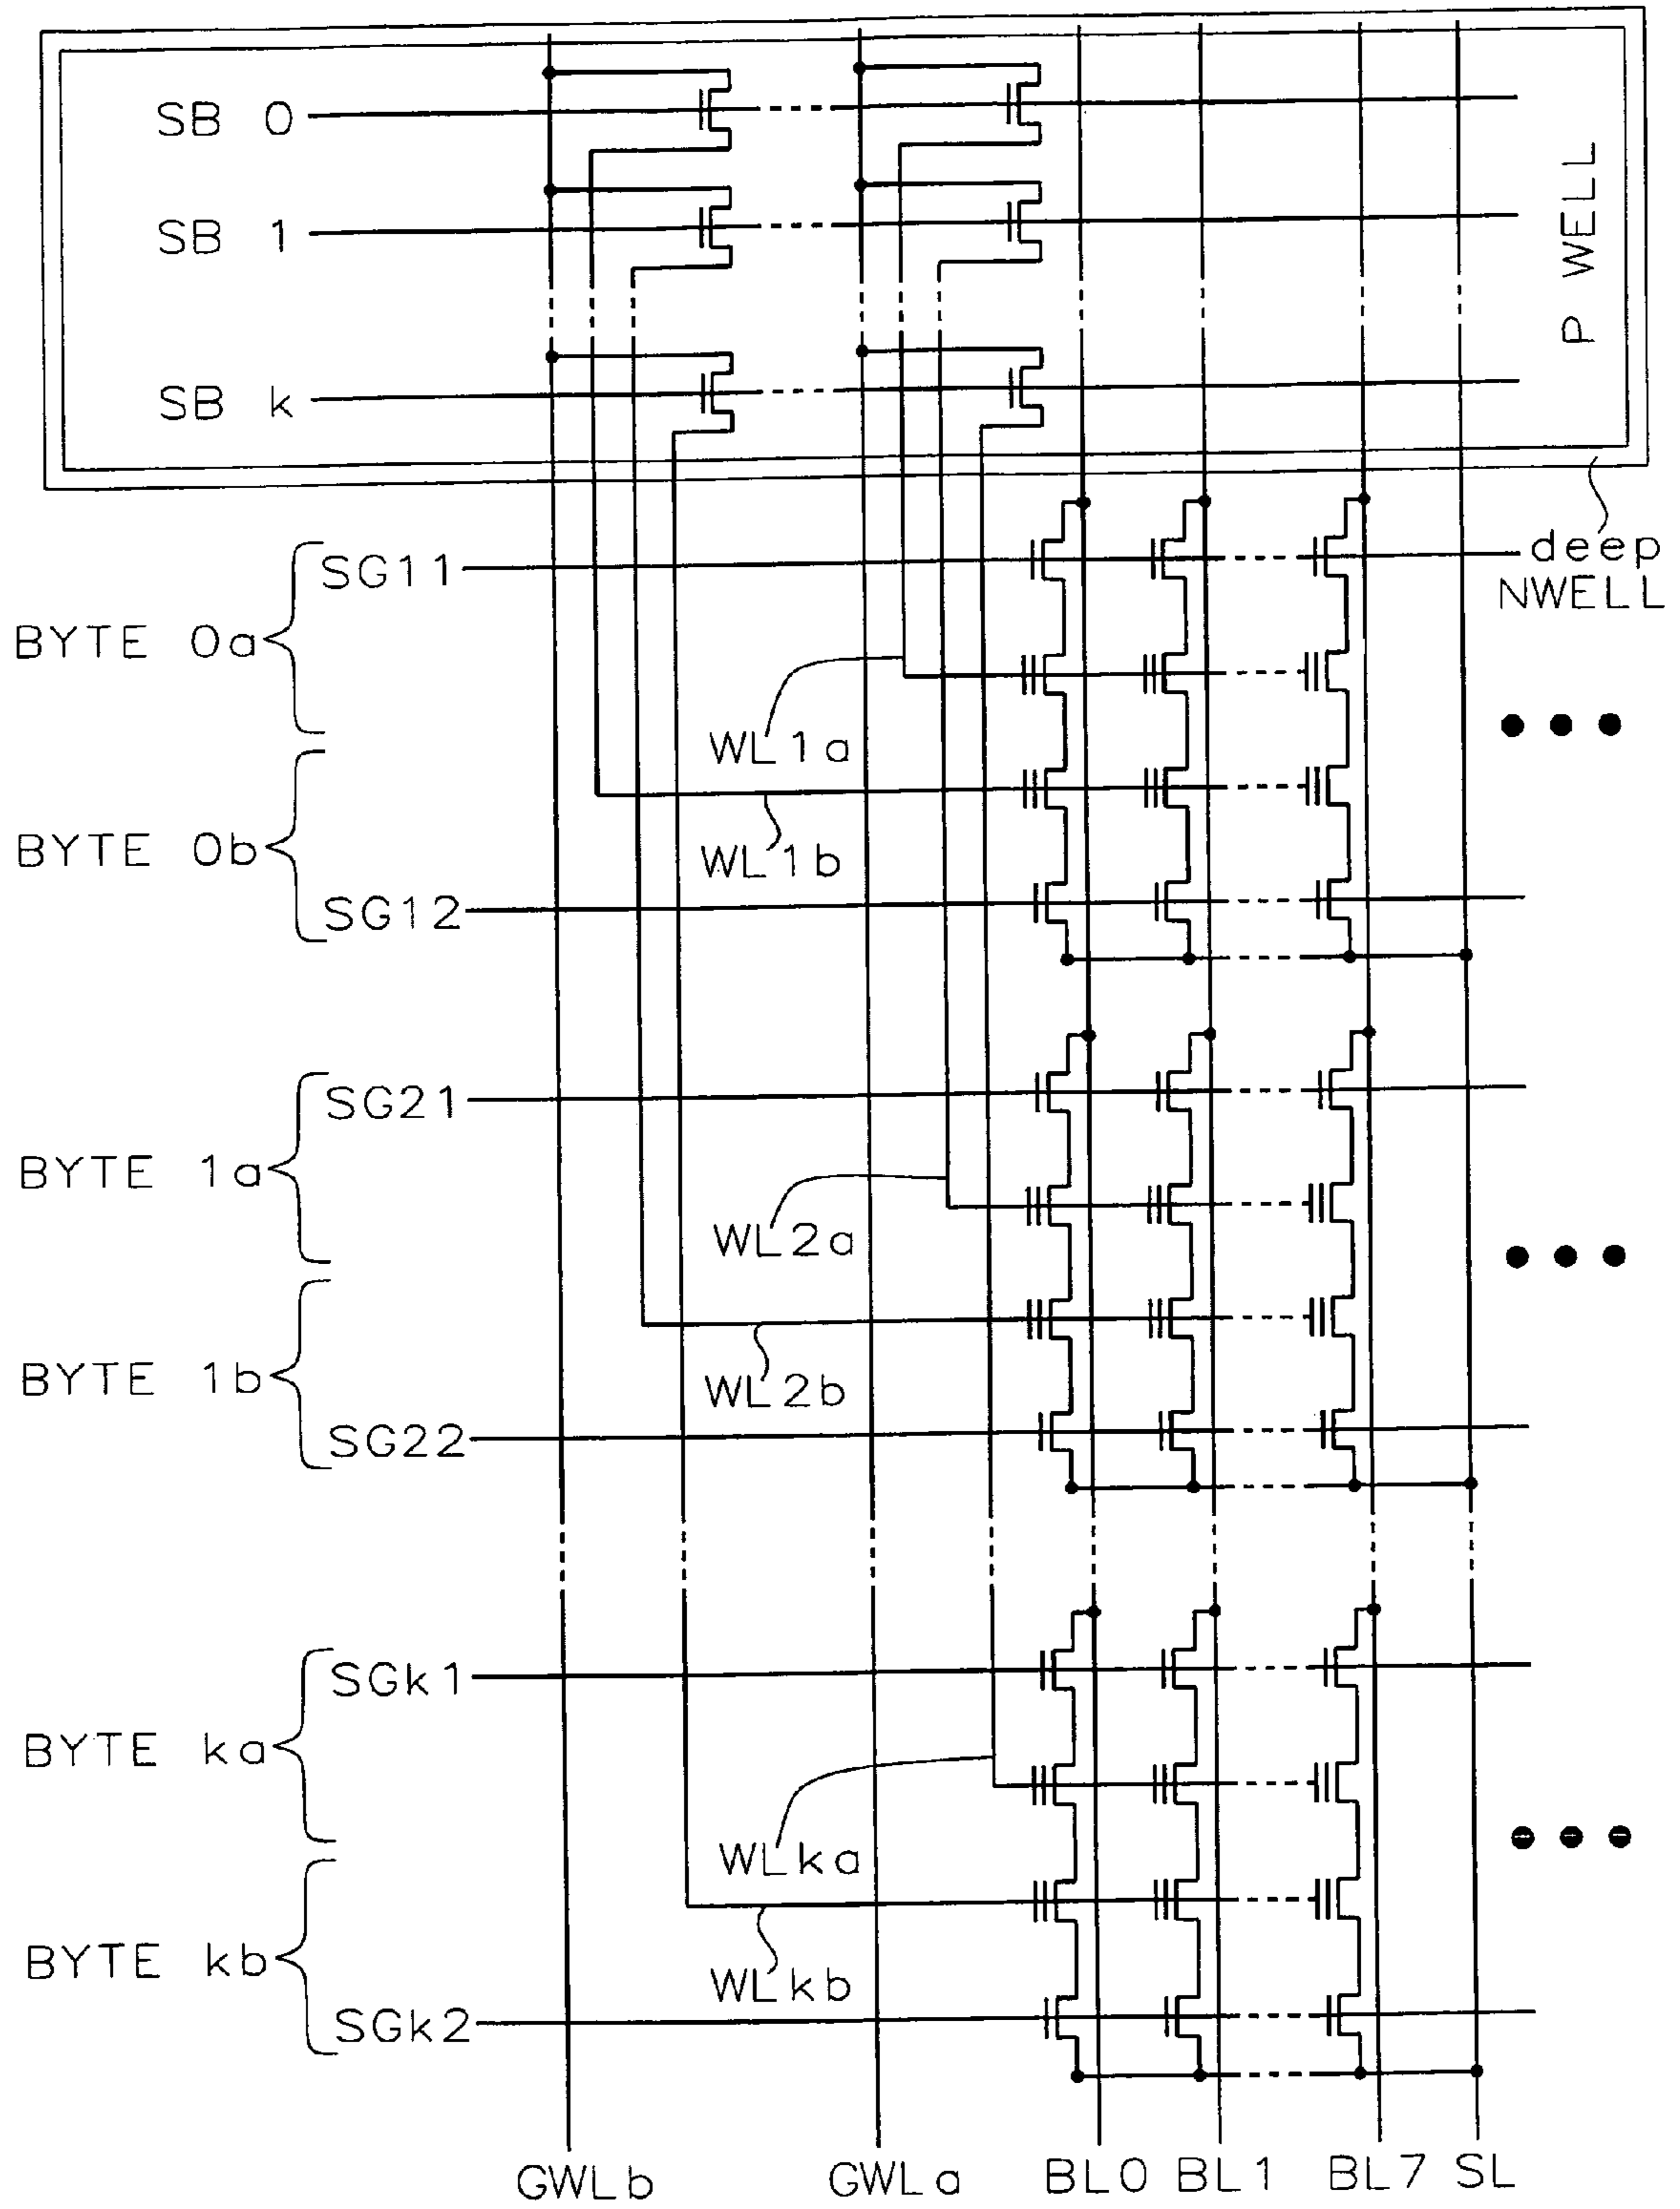 SB 0
SB 1
SB k
P WELL
deep
NWELL
SG11
BYTE 0a
WL1a
BYTE 0b
WL1b
SG12
SG21
BYTE 1a
WL2a
BYTE 1b
WL2b
SG22
SGk1
BYTE ka
WLka
BYTE kb
WLkb
SGk2
GWLb
GWLa
BL0
BL1
BL7
SL